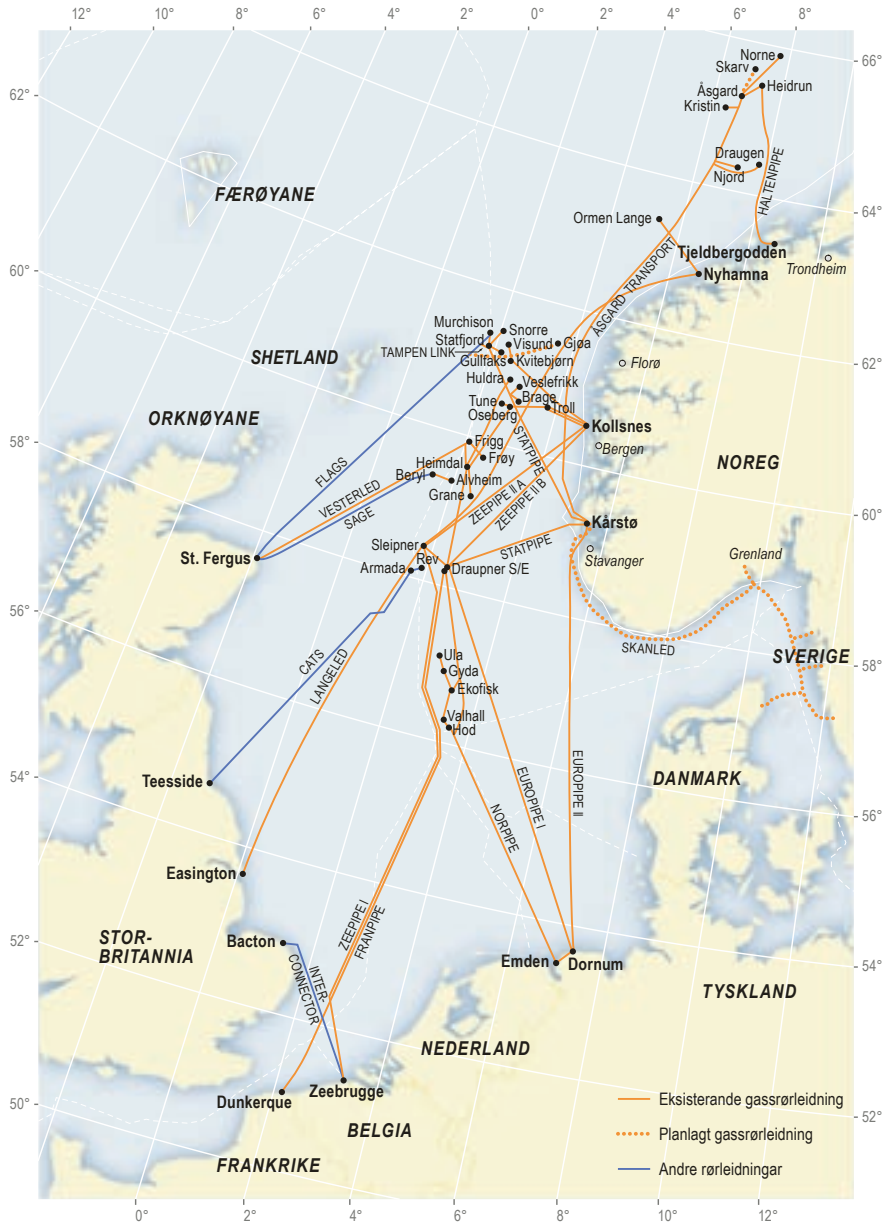 12° 10° 8° 6° 4° 2° 0° 2° 4° 6° 8°
66°
64°
62°
60°
58°
56°
54°
52°
62°
60°
58°
56°
54°
52°
50°
0° 2° 4° 6° 8° 10° 12°
Norne
Skarv
Åsgard
Heidrun
Kristin
Draugen
Njord
HALTENPIPE
FÆRØYANE
Ormen Lange
Tjeldbergodden
Trondheim
Nyhamna
ÅSGARD TRANSPORT
Murchison
Snorre
Statfjord
Visund
Gjøa
SHETLAND
TAMPEN LINK
Gullfaks
Kvitebjørn
Florø
Huldra
Veslefrikk
Tune
Brage
Oseberg
Troll
ORKNØYANE
Kollsnes
Bergen
NOREG
Frigg
STATPIPE
Heimdal
Frøy
Beryl
Alvheim
Grane
FLAGS
VESTERLED
SAGE
ZEEPIPE II A
ZEEPIPE II B
St. Fergus
Kårstø
Sleipner
STATPIPE
Stavanger
Grenland
Rev
Armada
Draupner S/E
SKANLED
SVERIGE
CATS
LANGELED
Ula
Gyda
Ekofisk
Valhall
Hod
Teesside
DANMARK
EUROPIPE II
EUROPIPE I
NORPIPE
Easington
ZEEPIPE I
FRANPIPE
STOR-
BRITANNIA
Bacton
INTER-
CONNECTOR
Emden
Dornum
TYSKLAND
NEDERLAND
Zeebrugge
Dunkerque
BELGIA
FRANKRIKE
Eksisterande gassrørleidning
Planlagt gassrørleidning
Andre rørleidningar